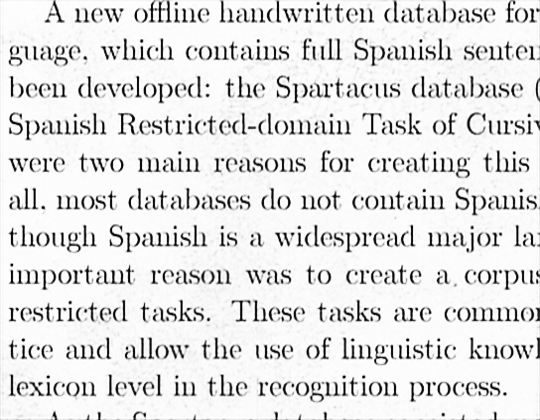 A new offline handwritten database for
guage, which contains full Spanish senten
been developed: the Spartacus database (
Spanish Restricted-domain Task of Cursiv
were two main reasons for creating this
all, most databases do not contain Spanis
though Spanish is a widespread major la
important reason was to create a corpus
restricted tasks. These tasks are common
tice and allow the use of linguistic knowl
lexicon level in the recognition process.